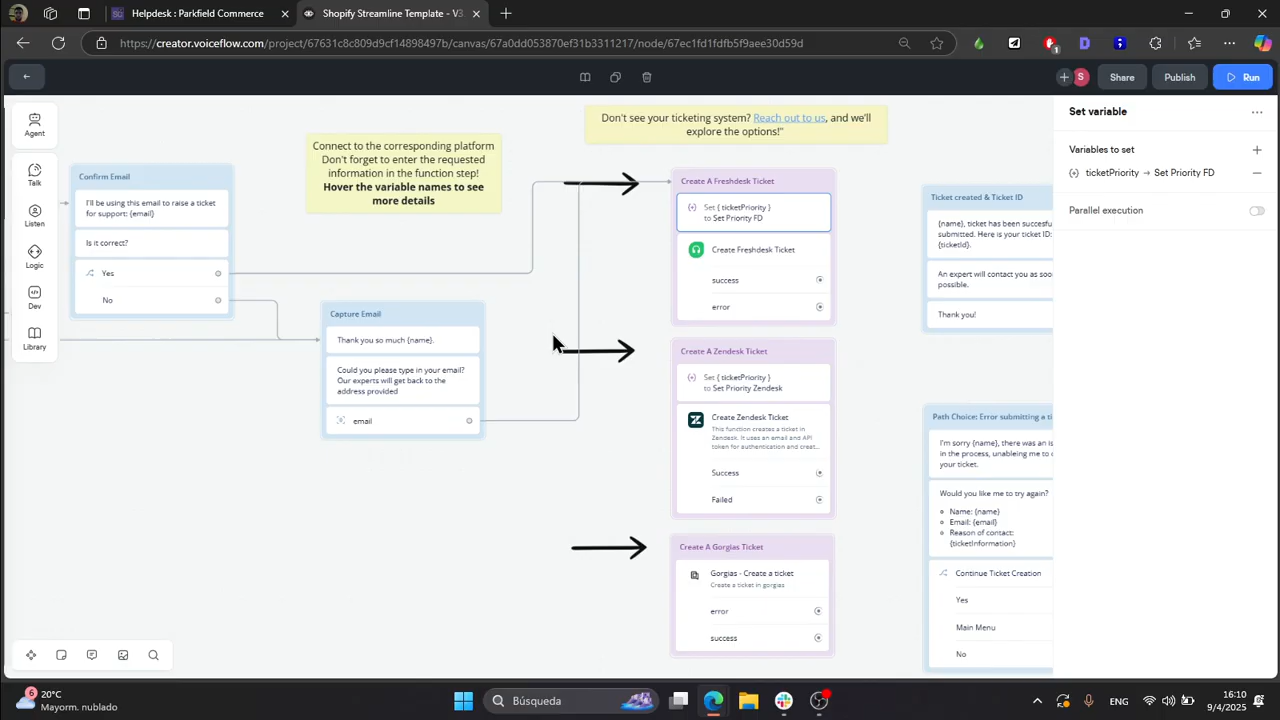 Helpdesk : Parkfield Commerce
Shopify Streamline Template - V3.
https://creator.voiceflow.com/project/67631c8c809d9cf14898497b/canvas/67a0dd053870ef31b3311217/node/67ec1fd1fdfb5f9aee30d59d
1
S
Share
Publish
Run
Agent
Talk
Listen
Logic
Dev
Library
Confirm Email
I'll be using this email to raise a ticket
for support: {email}
Is it correct?
Yes
No
Connect to the corresponding platform
Don't forget to enter the requested
information in the function step!
Hover the variable names to see
more details
Capture Email
Thank you so much {name}.
Could you please type in your email?
Our experts will get back to the
address provided
email
Don't see your ticketing system? Reach out to us, and we'll
explore the options!"
Create A Freshdesk Ticket
Set { ticketPriority }
to Set Priority FD
Create Freshdesk Ticket
success
error
Create A Zendesk Ticket
Set { ticketPriority }
to Set Priority Zendesk
Create Zendesk Ticket
This function creates a ticket in
Zendesk. It uses an email and API
token for authentication and creat...
Success
Failed
Create A Gorgias Ticket
Gorgias - Create a ticket
Create a ticket in gorgias
error
success
Ticket created & Ticket ID
{name}, ticket has been succesfu
submitted. Here is your ticket ID:
{ticketId}.
An expert will contact you as soo
possible.
Thank you!
Path Choice: Error submitting a ti
I'm sorry {name}, there was an is
in the process, unableing me to c
your ticket.
Would you like me to try again?
Name: {name}
Email: {email}
Reason of contact:
{ticketInformation}
Continue Ticket Creation
Yes
Main Menu
No
Set variable
Variables to set
ticketPriority → Set Priority FD
Parallel execution
6
20°C
Mayorm. nublado
Búsqueda
ENG
16:10
9/4/2025